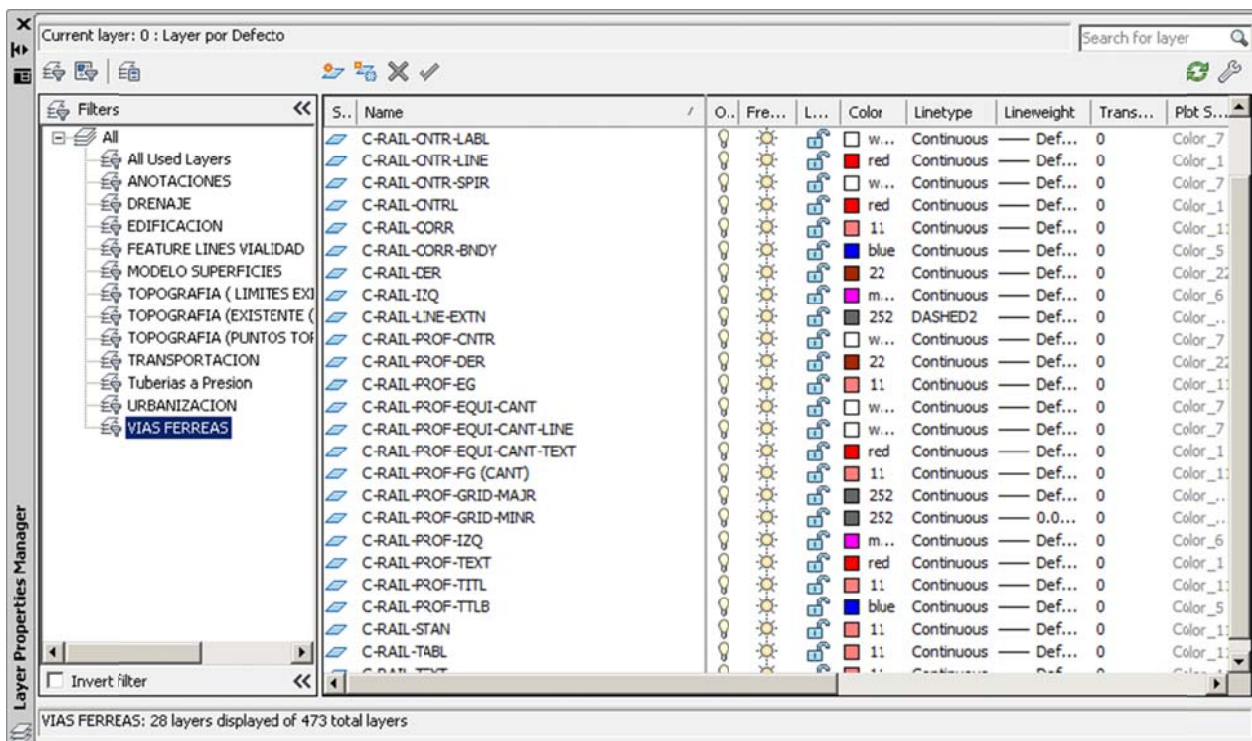 Current layer: 0 : Layer por Defecto
Search for layer
Filters
All
All Used Layers
ANOTACIONES
DRENAJE
EDIFICACION
FEATURE LINES VIALIDAD
MODELO SUPERFICIES
TOPOGRAFIA ( LIMITES EXI
TOPOGRAFIA (EXISTENTE (
TOPOGRAFIA (PUNTOS TOP
TRANSPORTACION
Tuberias a Presion
URBANIZACION
VIAS FERREAS
Invert filter
S.. Name O.. Fre... L... Color Linetype Lineweight Trans... Plot S...
C-RAIL-CNTR-LABL w... Continuous Def... 0 Color_7
C-RAIL-CNTR-LINE red Continuous Def... 0 Color_1
C-RAIL-CNTR-SPIR w... Continuous Def... 0 Color_7
C-RAIL-CNTRL red Continuous Def... 0 Color_1
C-RAIL-CORR 11 Continuous Def... 0 Color_11
C-RAIL-CORR-BNDY blue Continuous Def... 0 Color_5
C-RAIL-DER 22 Continuous Def... 0 Color_22
C-RAIL-IZQ m... Continuous Def... 0 Color_6
C-RAIL-LINE-EXTN 252 DASHED2 Def... 0 Color_...
C-RAIL-PROF-CNTR w... Continuous Def... 0 Color_7
C-RAIL-PROF-DER 22 Continuous Def... 0 Color_22
C-RAIL-PROF-EG 11 Continuous Def... 0 Color_11
C-RAIL-PROF-EQUI-CANT w... Continuous Def... 0 Color_7
C-RAIL-PROF-EQUI-CANT-LINE w... Continuous Def... 0 Color_7
C-RAIL-PROF-EQUI-CANT-TEXT red Continuous Def... 0 Color_1
C-RAIL-PROF-FG (CANT) 11 Continuous Def... 0 Color_11
C-RAIL-PROF-GRID-MAJR 252 Continuous Def... 0 Color_...
C-RAIL-PROF-GRID-MINR 252 Continuous 0.0... 0 Color_...
C-RAIL-PROF-IZQ m... Continuous Def... 0 Color_6
C-RAIL-PROF-TEXT red Continuous Def... 0 Color_1
C-RAIL-PROF-TITL 11 Continuous Def... 0 Color_11
C-RAIL-PROF-TTLB blue Continuous Def... 0 Color_5
C-RAIL-STAN 11 Continuous Def... 0 Color_11
C-RAIL-TABL 11 Continuous Def... 0 Color_11
Layer Properties Manager
VIAS FERREAS: 28 layers displayed of 473 total layers